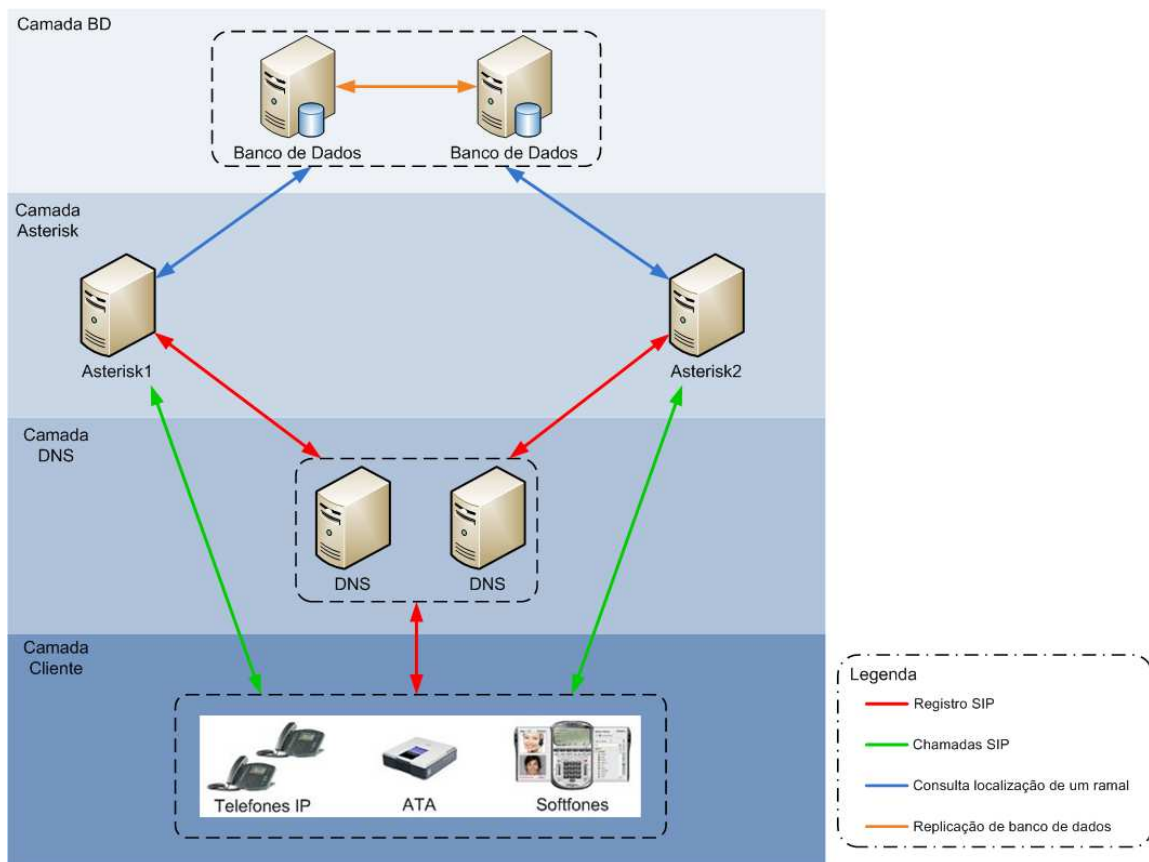 Camada BD
Banco de Dados
Banco de Dados
Camada
Asterisk
Asterisk1
Asterisk2
Camada
DNS
DNS
DNS
Camada
Cliente
Telefones IP
ATA
Softfones
Legenda
Registro SIP
Chamadas SIP
Consulta localização de um ramal
Replicação de banco de dados